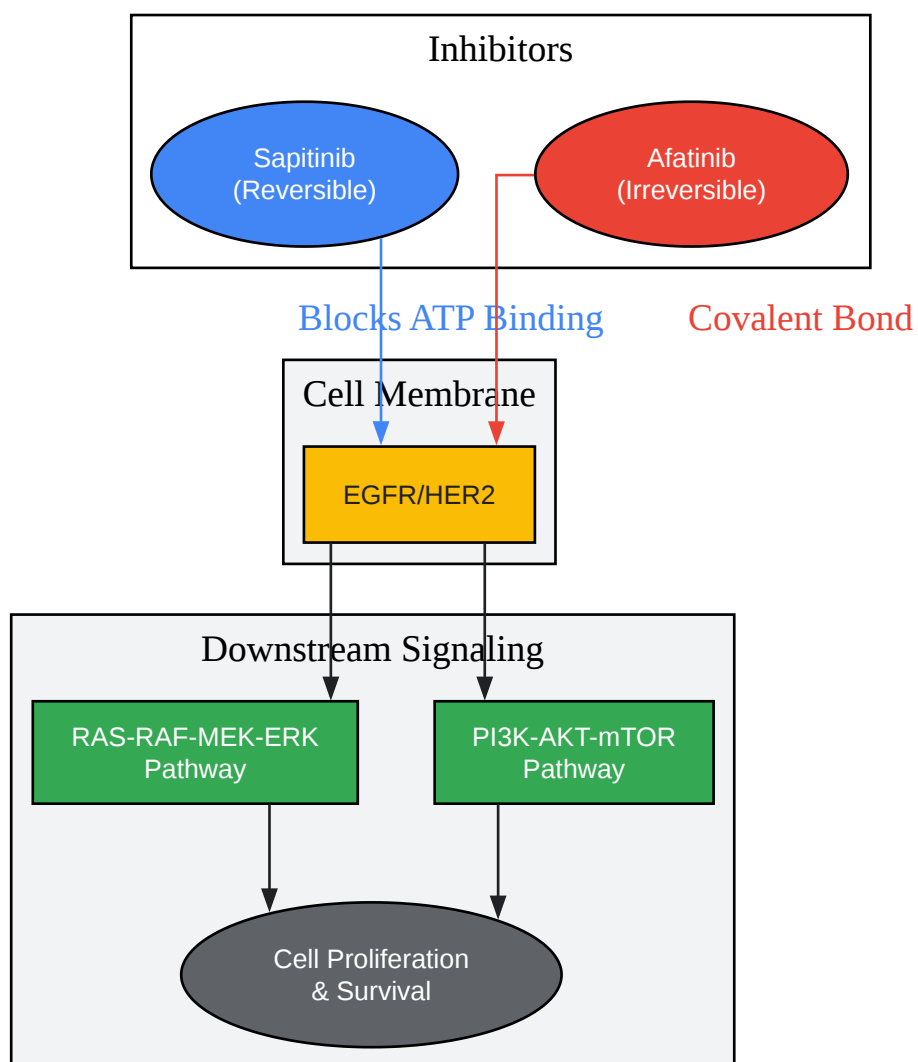 Inhibitors
Sapitinib
(Reversible)
Afatinib
(Irreversible)
Blocks ATP Binding
Covalent Bond
Cell Membrane
EGFR/HER2
Downstream Signaling
RAS-RAF-MEK-ERK
Pathway
PI3K-AKT-mTOR
Pathway
Cell Proliferation
& Survival